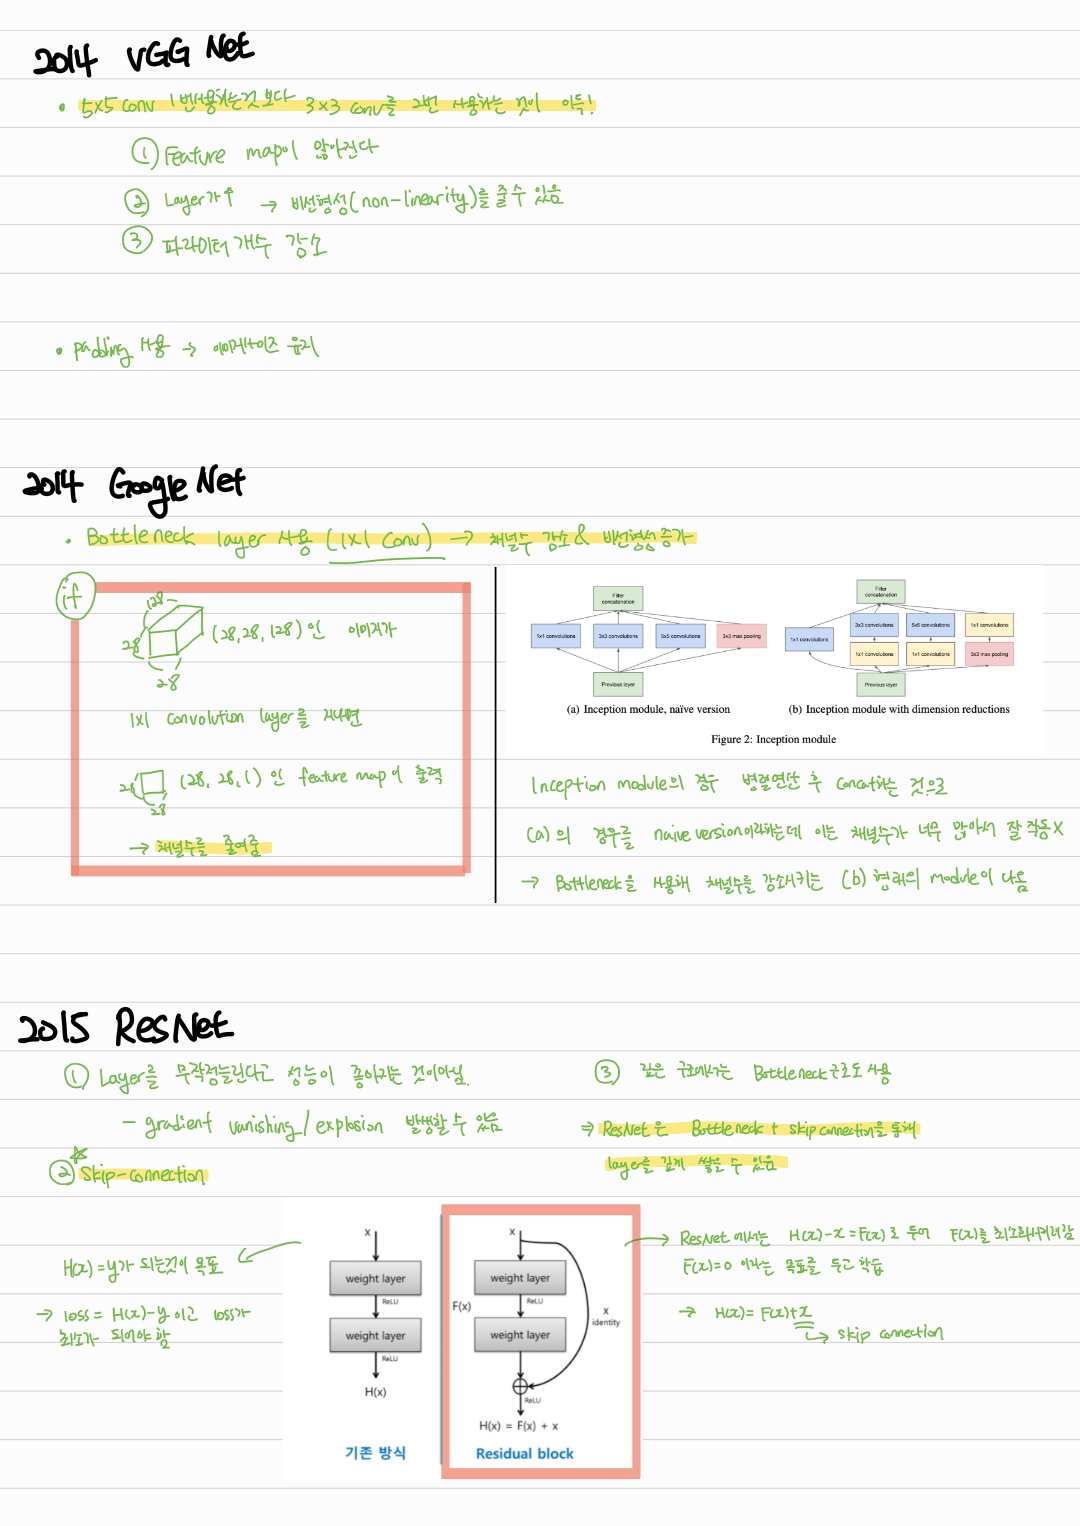 2014 VGG Net
• 5x5 conv 1번사용하는것 보다 3x3 conv를 2번 사용하는 것이 이득!
① Feature map이 많아진다
② Layer가↑ → 비선형성(non-linearity)를 줄 수 있음
③ 파라미터 개수 감소
• Padding 사용 → 이미지사이즈 유지
2014 Google Net
• Bottleneck layer 사용 (1x1 Conv) → 채널수 감소 & 비선형성증가
if
128
28
28
(28, 28, 128) 인 이미지가
1x1 convolution layer를 지나면
28
28
(28, 28, 1) 인 feature map이 출력
→ 채널수를 줄여줌
Filter concatenation
1x1 convolutions
3x3 convolutions
5x5 convolutions
3x3 max pooling
Previous layer
(a) Inception module, naïve version
Filter concatenation
3x3 convolutions
5x5 convolutions
1x1 convolutions
1x1 convolutions
1x1 convolutions
1x1 convolutions
3x3 max pooling
Previous layer
(b) Inception module with dimension reductions
Figure 2: Inception module
Inception module의 경우 병렬연산 후 concat하는 것으로
(a)의 경우를 naive version이라하는데 이는 채널수가 너무 많아서 잘 작동X
→ Bottleneck을 사용해 채널수를 감소시키는 (b) 형태의 module이 나옴
2015 ResNet
① Layer를 무작정늘린다고 성능이 좋아지는 것이아님.
- gradient vanishing/explosion 발생할 수 있음
② Skip-connection
③ 깊은 구조에서는 Bottleneck구조도 사용
⇒ ResNet은 Bottleneck + skip connection을 통해
layer를 깊게 쌓을 수 있음
H(x)=y가 되는것이 목표
→ loss = H(x)-y 이고 loss가
최소가 되어야 함
x
weight layer
ReLU
weight layer
ReLU
H(x)
기존 방식
x
weight layer
F(x)
ReLU
weight layer
x
identity
ReLU
H(x) = F(x) + x
Residual block
→ ResNet 에서는 H(x)-x = F(x)로 두어 F(x)를 최소화시키려함
F(x)=0 이라는 목표를 두고 학습
→ H(x)= F(x)+x
↳ skip connection